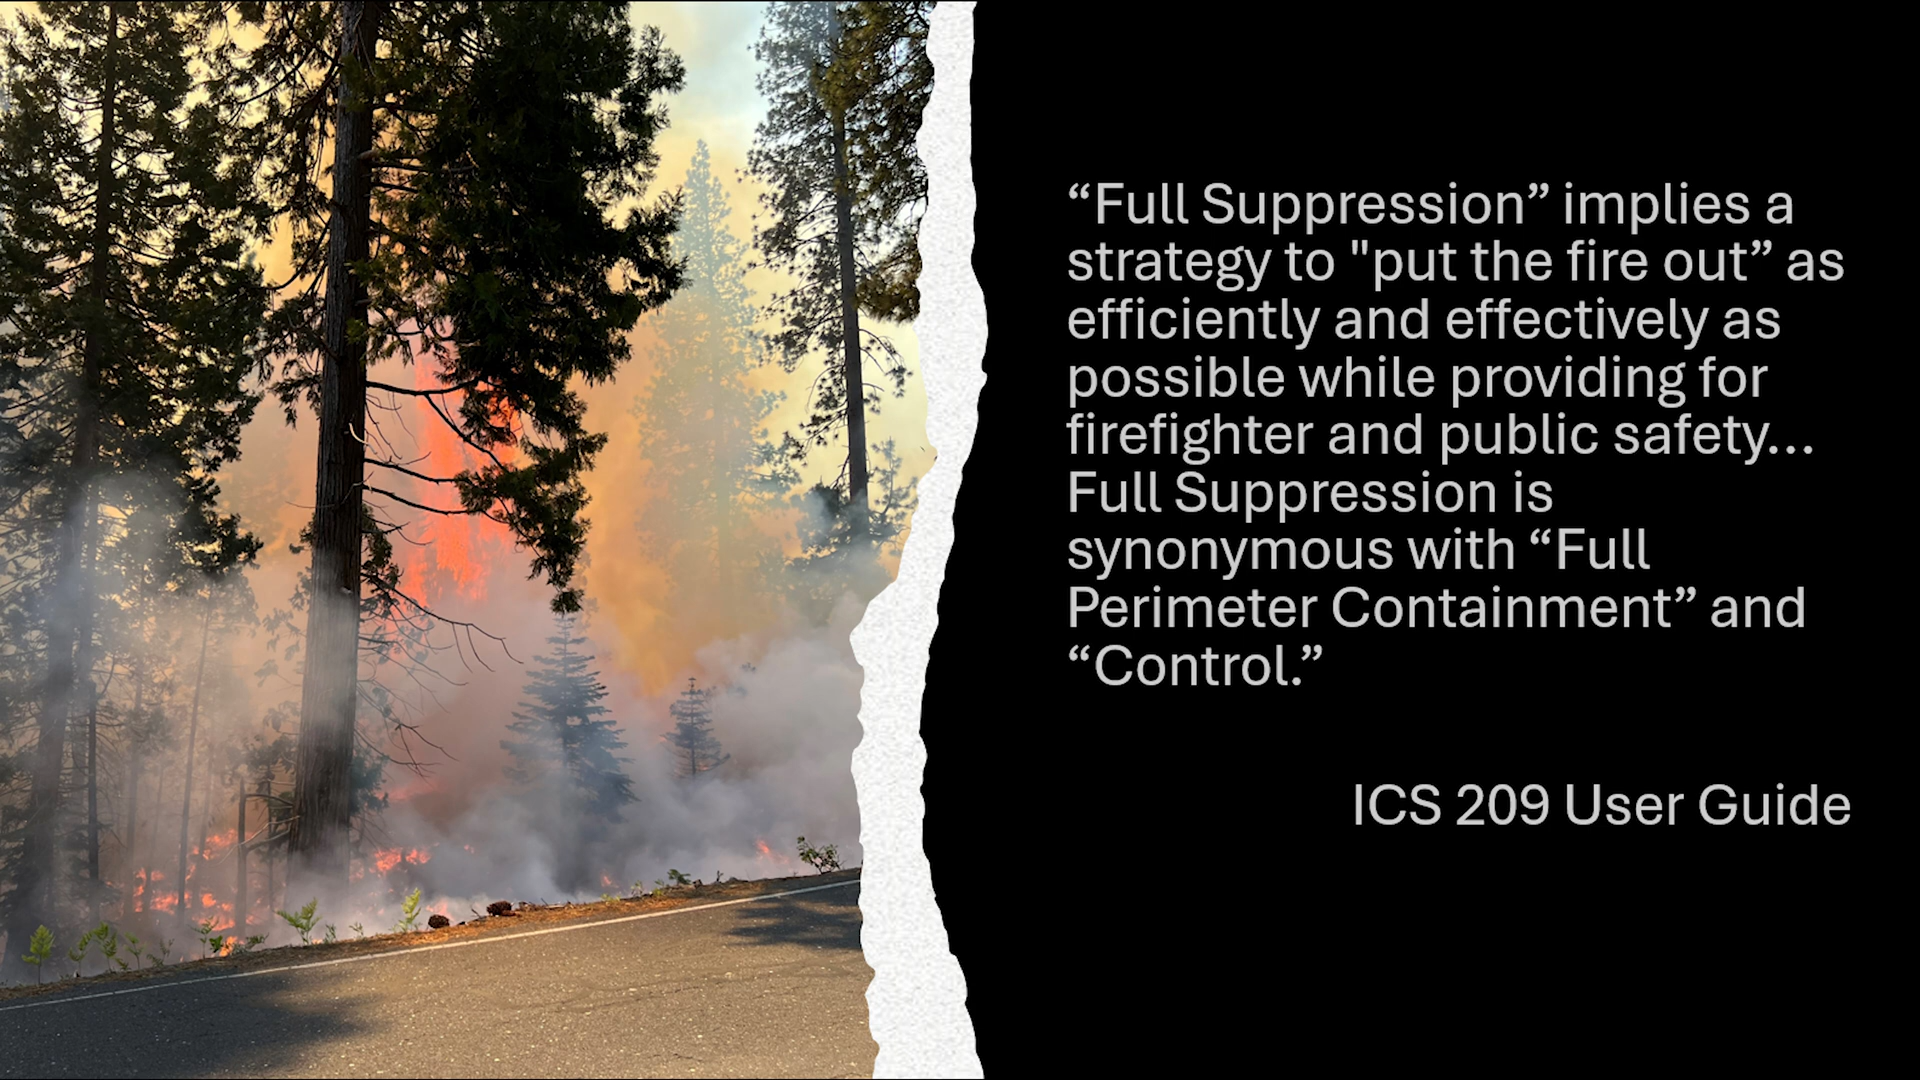 “Full Suppression” implies a
strategy to "put the fire out” as
efficiently and effectively as
possible while providing for
firefighter and public safety...
Full Suppression is
synonymous with “Full
Perimeter Containment” and
“Control.”
ICS 209 User Guide